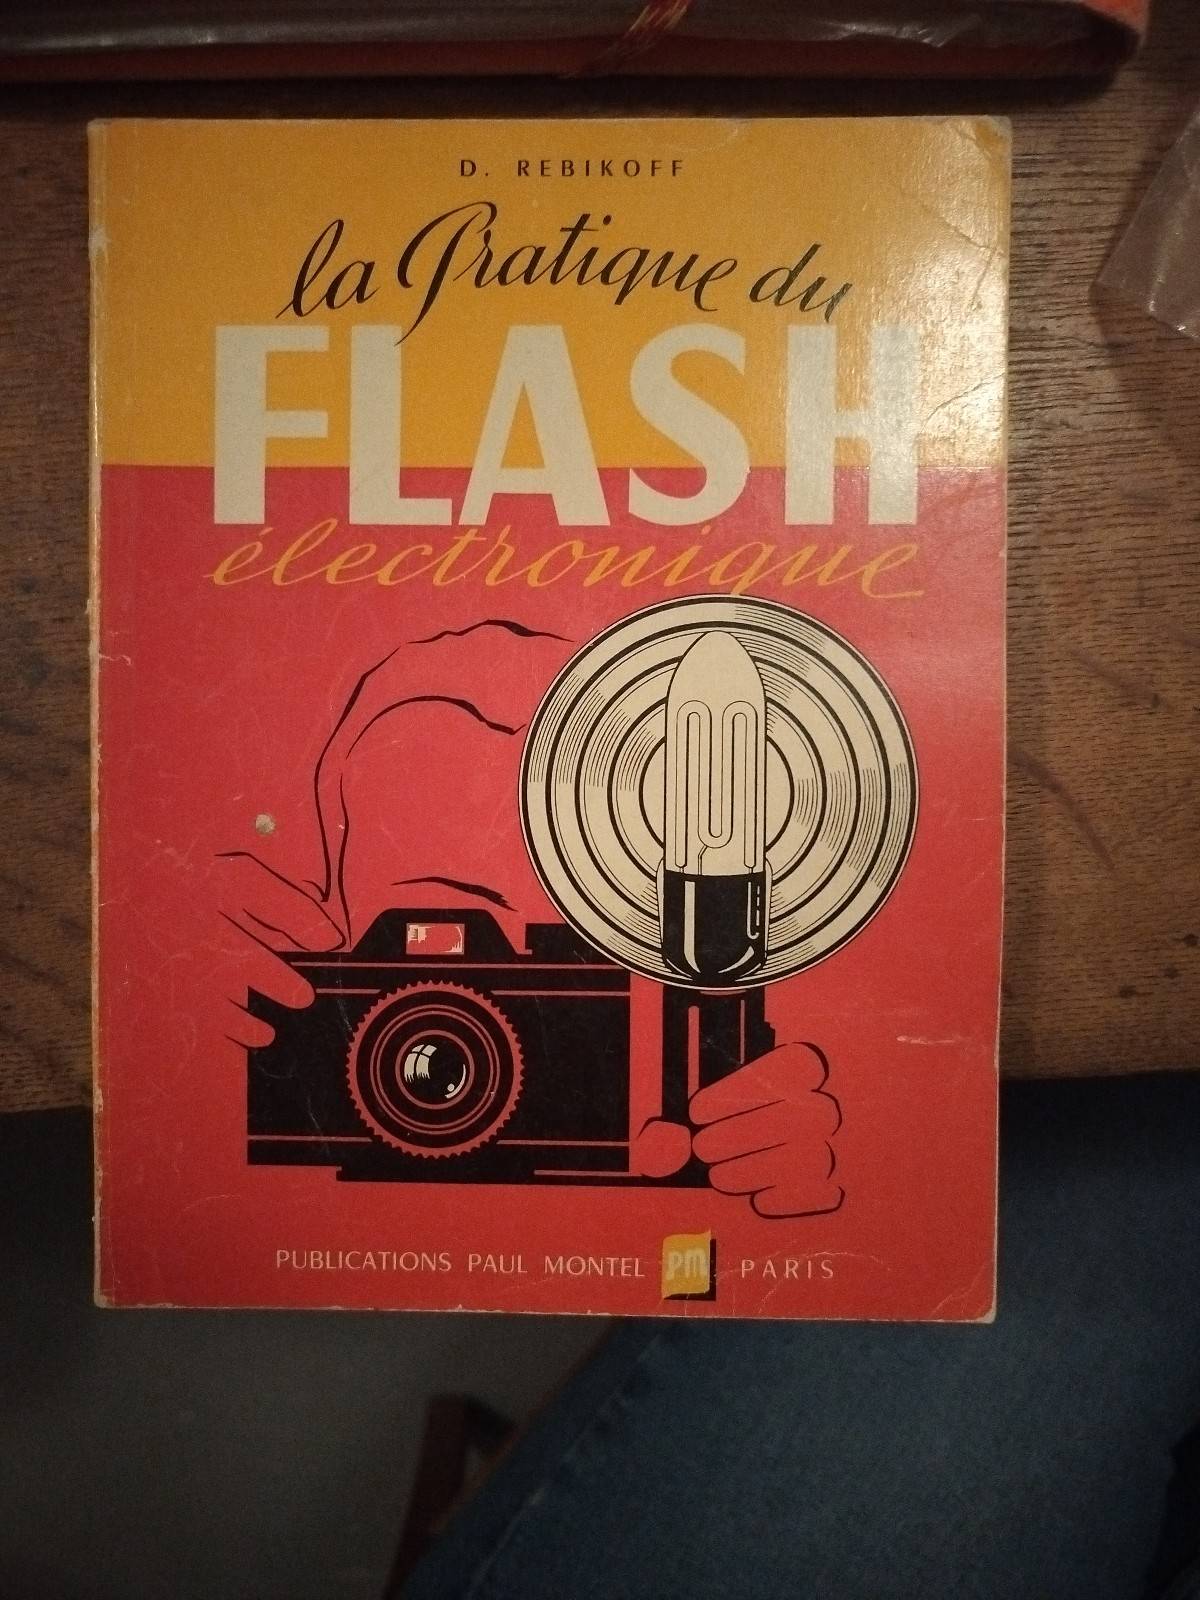 D. REBIKOFF
la Pratique du
FLASH
électronique
PUBLICATIONS PAUL MONTEL PM PARIS